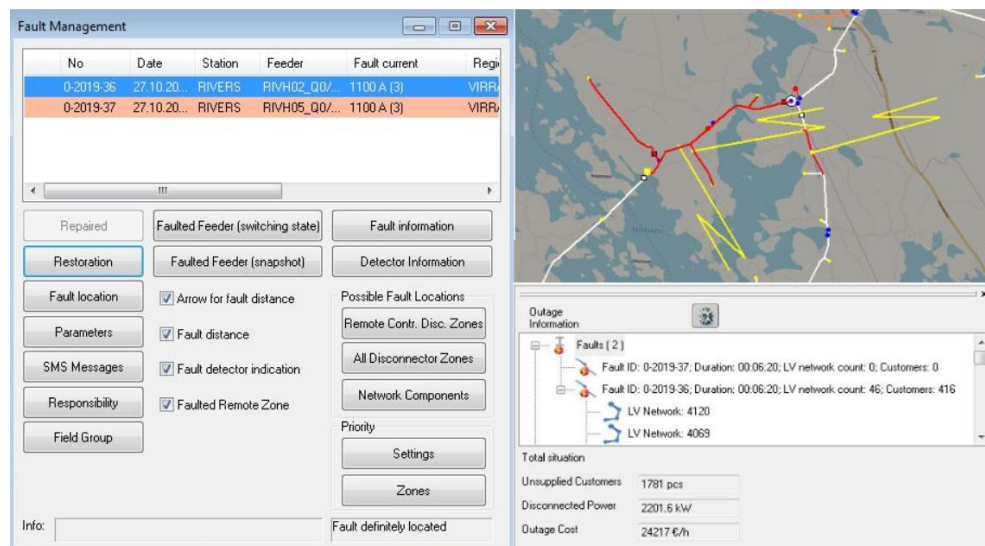 Fault Management
No Date Station Feeder Fault current Regi
0-2019-36 27.10.20... RIVERS RIVH02_Q0/... 1100 A (3) VIRR
0-2019-37 27.10.20... RIVERS RIVH05_Q0/... 1100 A (3) VIRR
Repaired Faulted Feeder (switching state) Fault information
Restoration Faulted Feeder (snapshot) Detector Information
Fault location Arrow for fault distance Possible Fault Locations
Parameters Fault distance Remote Contr. Disc. Zones
SMS Messages Fault detector indication All Disconnector Zones
Responsibility Faulted Remote Zone Network Components
Field Group Priority
Settings
Zones
Info: Fault definitely located
Outage
Information
Faults ( 2 )
Fault ID: 0-2019-37; Duration: 00:06:20; LV network count: 0; Customers: 0
Fault ID: 0-2019-36; Duration: 00:06:20; LV network count: 46; Customers: 416
LV Network: 4120
LV Network: 4069
Total situation
Unsupplied Customers 1781 pcs
Disconnected Power 2201.6 kW
Outage Cost 24217 €/h